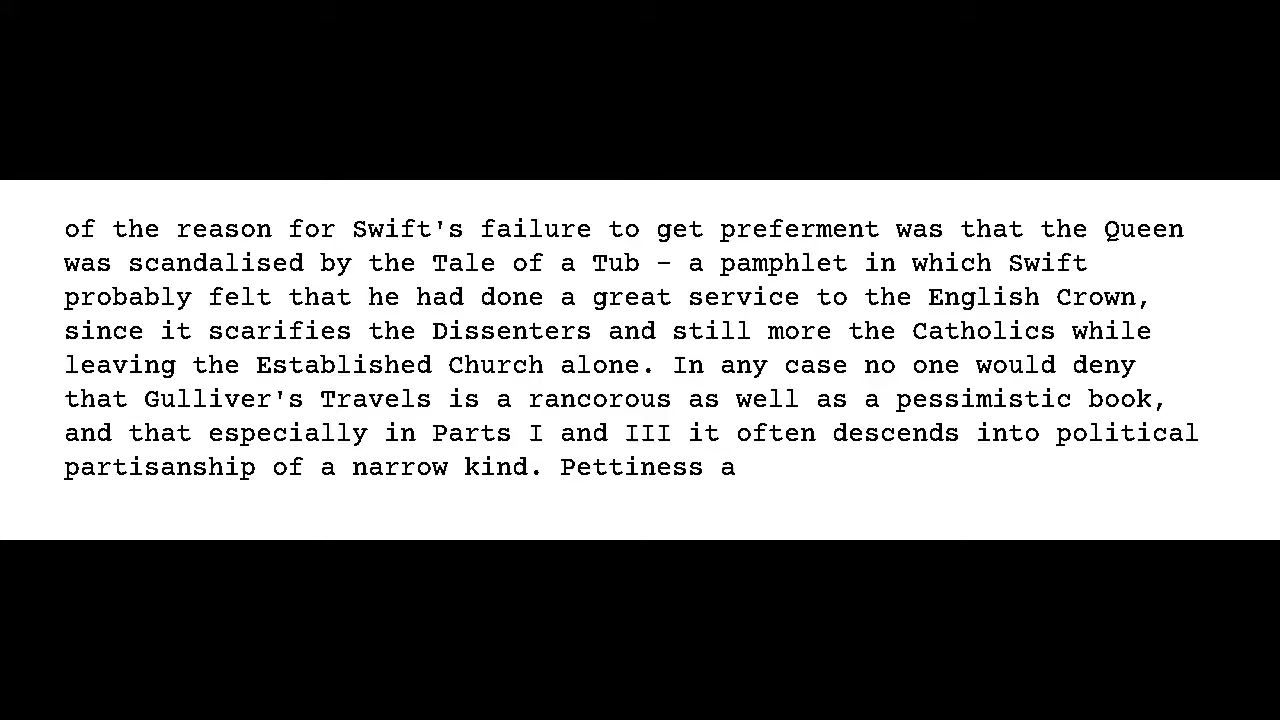 of the reason for Swift's failure to get preferment was that the Queen
was scandalised by the Tale of a Tub – a pamphlet in which Swift
probably felt that he had done a great service to the English Crown,
since it scarifies the Dissenters and still more the Catholics while
leaving the Established Church alone. In any case no one would deny
that Gulliver's Travels is a rancorous as well as a pessimistic book,
and that especially in Parts I and III it often descends into political
partisanship of a narrow kind. Pettiness a